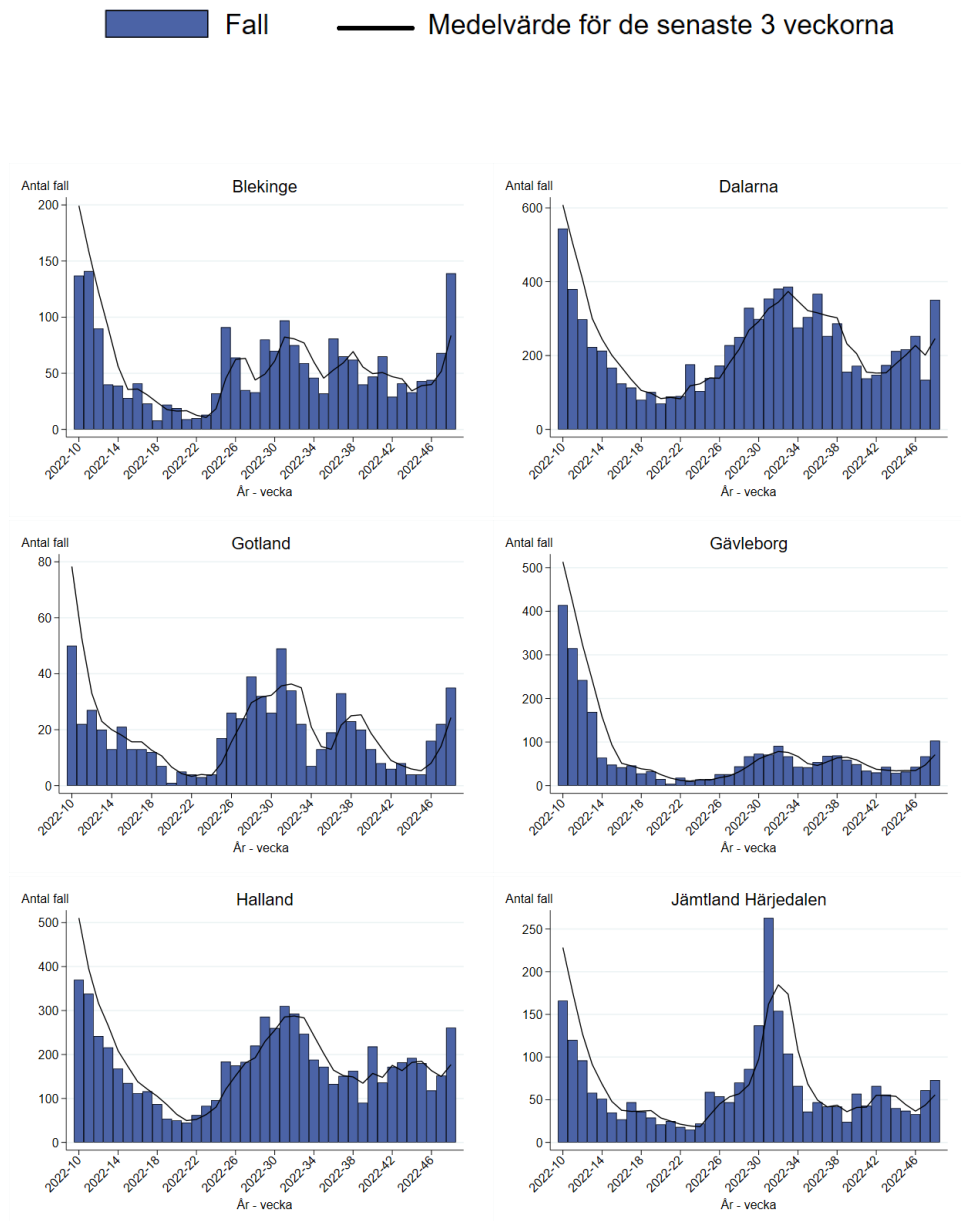 Fall Medelvärde för de senaste 3 veckorna
Antal fall Blekinge
200
150
100
50
0
2022-10 2022-14 2022-18 2022-22 2022-26 2022-30 2022-34 2022-38 2022-42 2022-46
År - vecka
Antal fall Dalarna
600
400
200
0
2022-10 2022-14 2022-18 2022-22 2022-26 2022-30 2022-34 2022-38 2022-42 2022-46
År - vecka
Antal fall Gotland
80
60
40
20
0
2022-10 2022-14 2022-18 2022-22 2022-26 2022-30 2022-34 2022-38 2022-42 2022-46
År - vecka
Antal fall Gävleborg
500
400
300
200
100
0
2022-10 2022-14 2022-18 2022-22 2022-26 2022-30 2022-34 2022-38 2022-42 2022-46
År - vecka
Antal fall Halland
500
400
300
200
100
0
2022-10 2022-14 2022-18 2022-22 2022-26 2022-30 2022-34 2022-38 2022-42 2022-46
År - vecka
Antal fall Jämtland Härjedalen
250
200
150
100
50
0
2022-10 2022-14 2022-18 2022-22 2022-26 2022-30 2022-34 2022-38 2022-42 2022-46
År - vecka